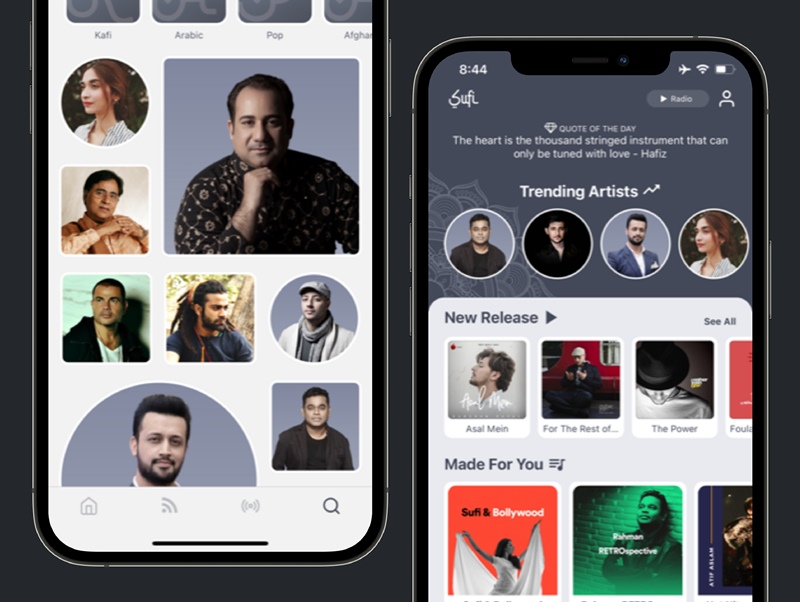 Kafi
Arabic
Pop
Afghan
8:44
Sufi
Radio
QUOTE OF THE DAY
The heart is the thousand stringed instrument that can
only be tuned with love - Hafiz
Trending Artists
New Release
See All
Asal Mein
Asal Mein
For The Rest of...
The Power
Foula
Made For You
Sufi & Bollywood
Rahman
RETROspective
ATIF ASLAM